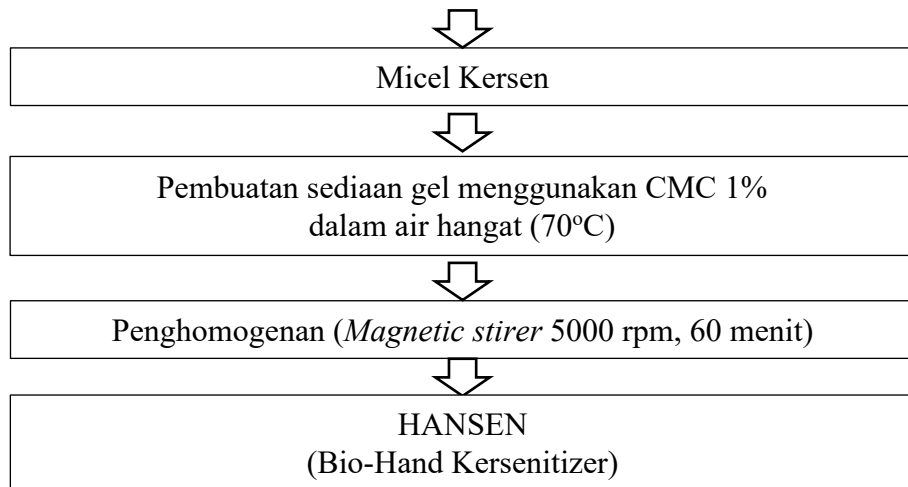 Micel Kersen
Pembuatan sediaan gel menggunakan CMC 1%
dalam air hangat (70°C)
Penghomogenan (Magnetic stirer 5000 rpm, 60 menit)
HANSEN
(Bio-Hand Kersenitizer)